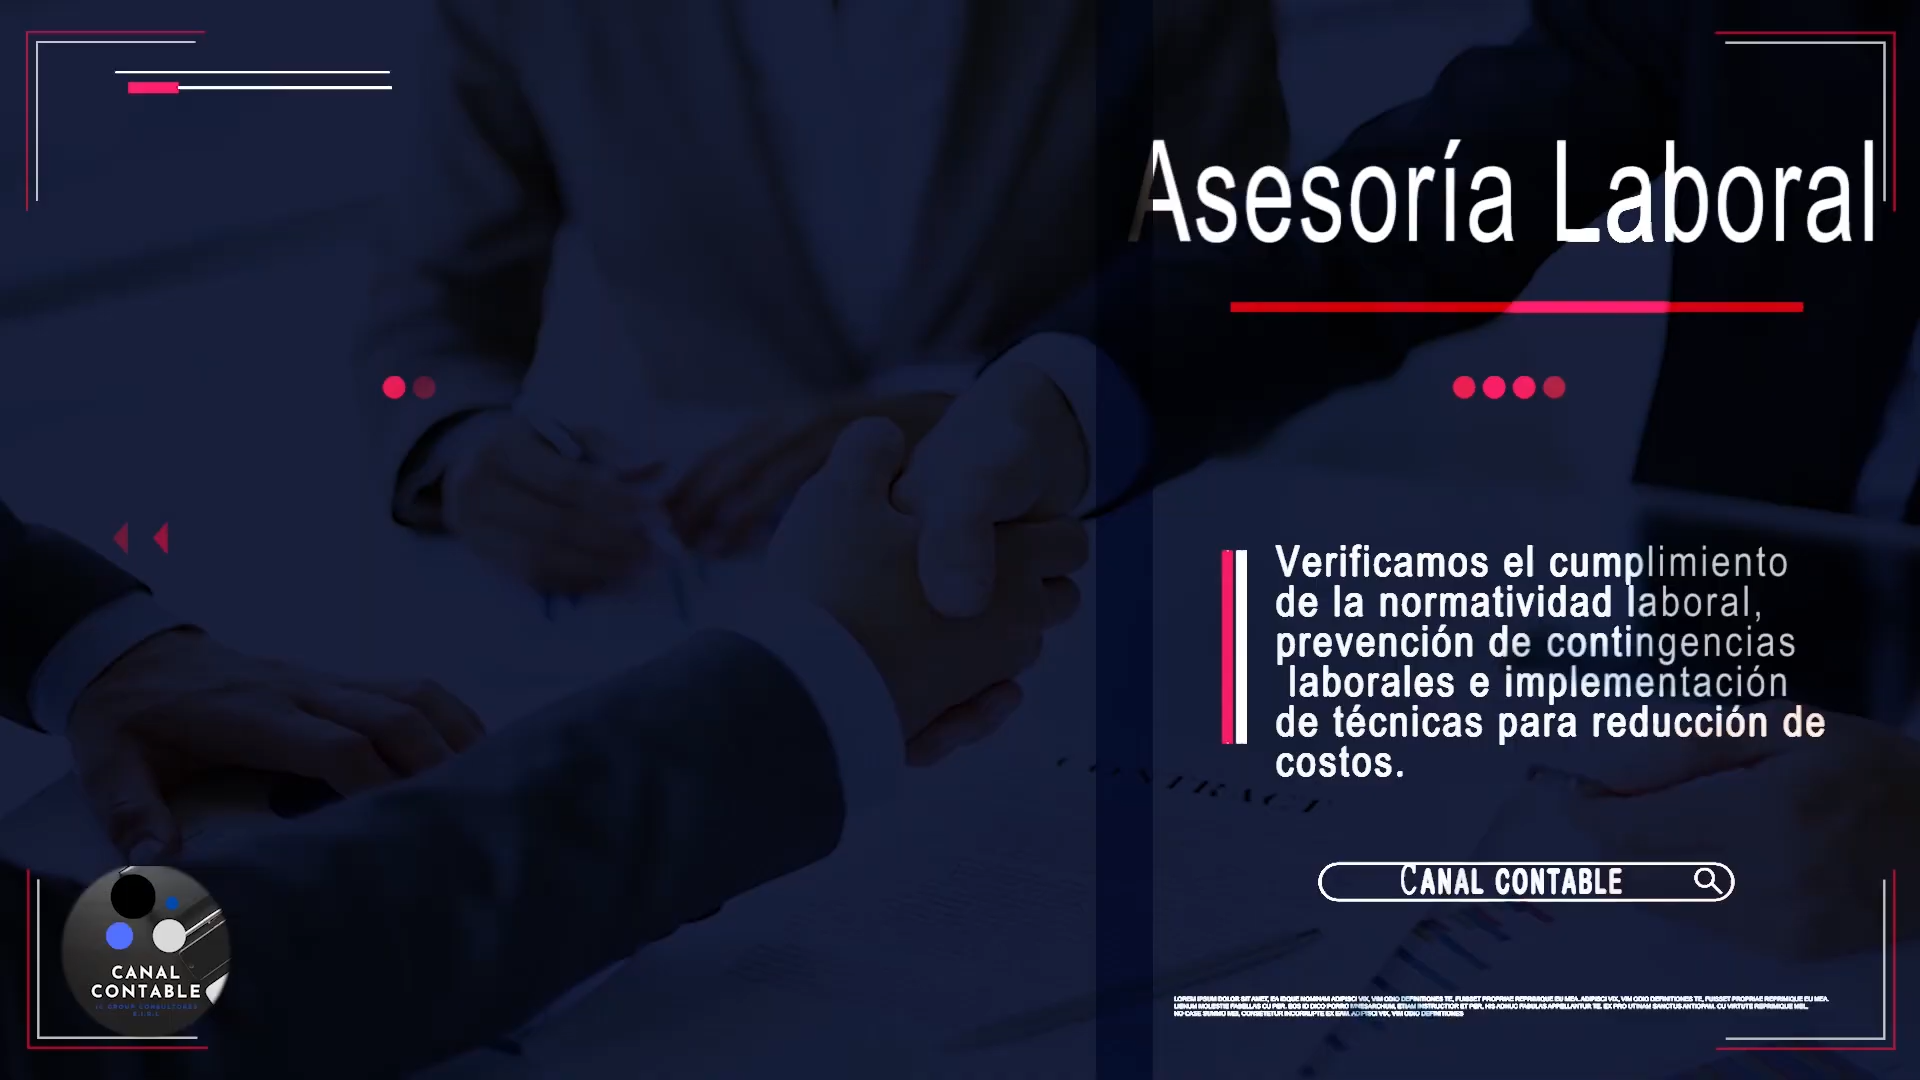 Asesoría Laboral
Verificamos el cumplimiento
de la normatividad laboral,
prevención de contingencias
laborales e implementación
de técnicas para reducción de
costos.
CONTRACT
CANAL CONTABLE
CANAL
CONTABLE